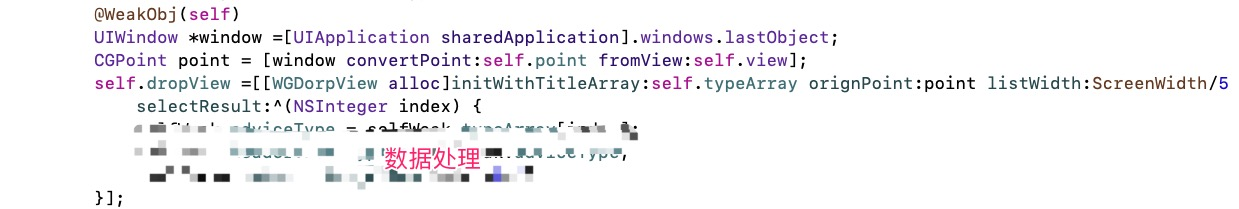 @WeakObj(self)
UIWindow *window =[UIApplication sharedApplication].windows.lastObject;
CGPoint point = [window convertPoint:self.point fromView:self.view];
self.dropView =[[WGDorpView alloc]initWithTitleArray:self.typeArray orignPoint:point listWidth:ScreenWidth/5
selectResult:^(NSInteger index) {
数据处理
}];